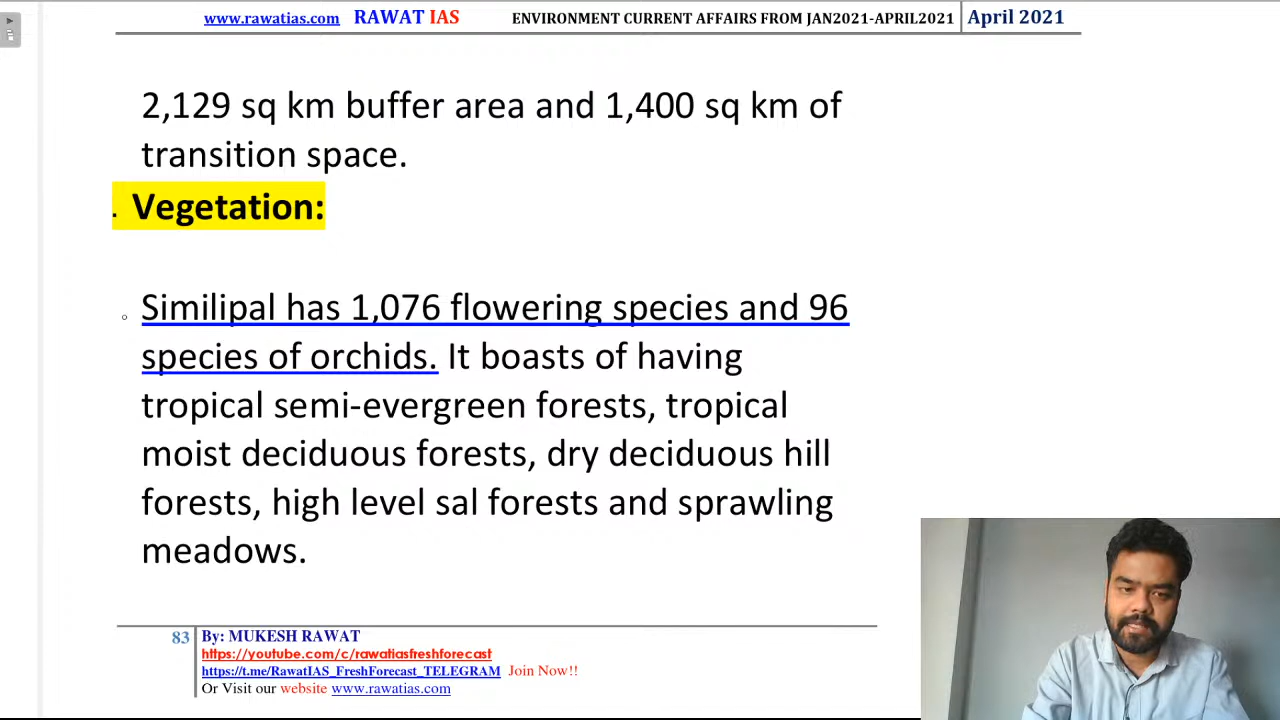 www.rawatias.com RAWAT IAS ENVIRONMENT CURRENT AFFAIRS FROM JAN2021-APRIL2021 April 2021
2,129 sq km buffer area and 1,400 sq km of
transition space.
Vegetation:
Similipal has 1,076 flowering species and 96
species of orchids. It boasts of having
tropical semi-evergreen forests, tropical
moist deciduous forests, dry deciduous hill
forests, high level sal forests and sprawling
meadows.
83 By: MUKESH RAWAT
https://youtube.com/c/rawatiasfreshforecast
https://t.me/RawatIAS_FreshForecast_TELEGRAM Join Now!!
Or Visit our website www.rawatias.com